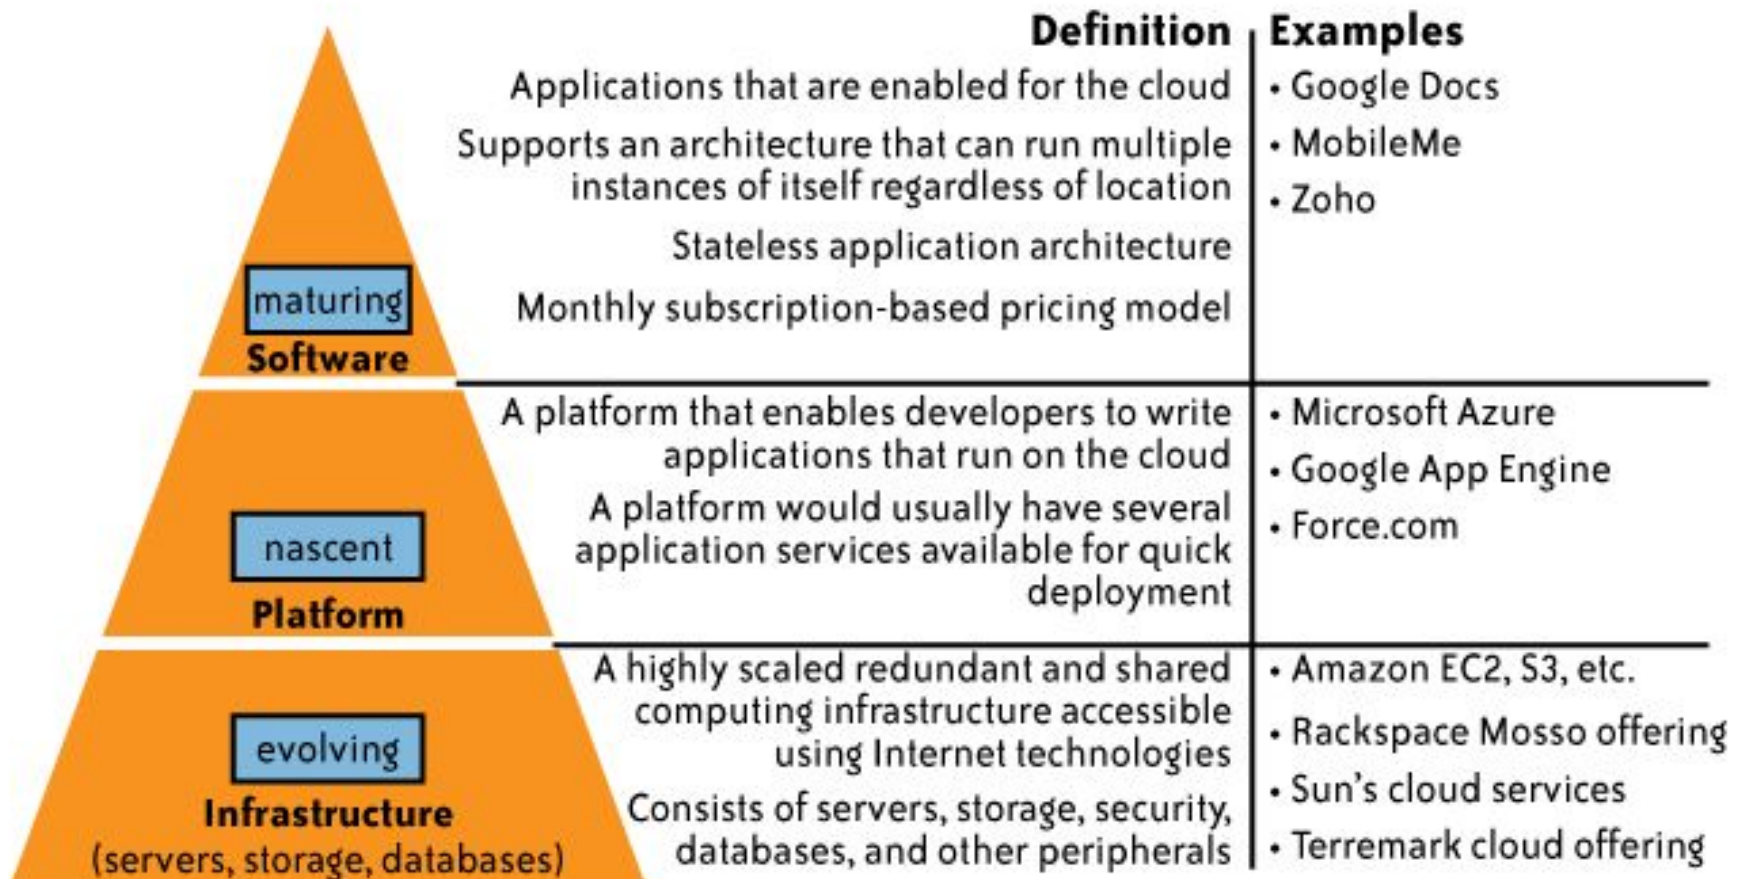 Definition
Examples
Applications that are enabled for the cloud
Supports an architecture that can run multiple
instances of itself regardless of location
Stateless application architecture
Monthly subscription-based pricing model
• Google Docs
• MobileMe
• Zoho
maturing
Software
A platform that enables developers to write
applications that run on the cloud
A platform would usually have several
application services available for quick
deployment
• Microsoft Azure
• Google App Engine
• Force.com
nascent
Platform
A highly scaled redundant and shared
computing infrastructure accessible
using Internet technologies
Consists of servers, storage, security,
databases, and other peripherals
• Amazon EC2, S3, etc.
• Rackspace Mosso offering
• Sun's cloud services
• Terremark cloud offering
evolving
Infrastructure
(servers, storage, databases)